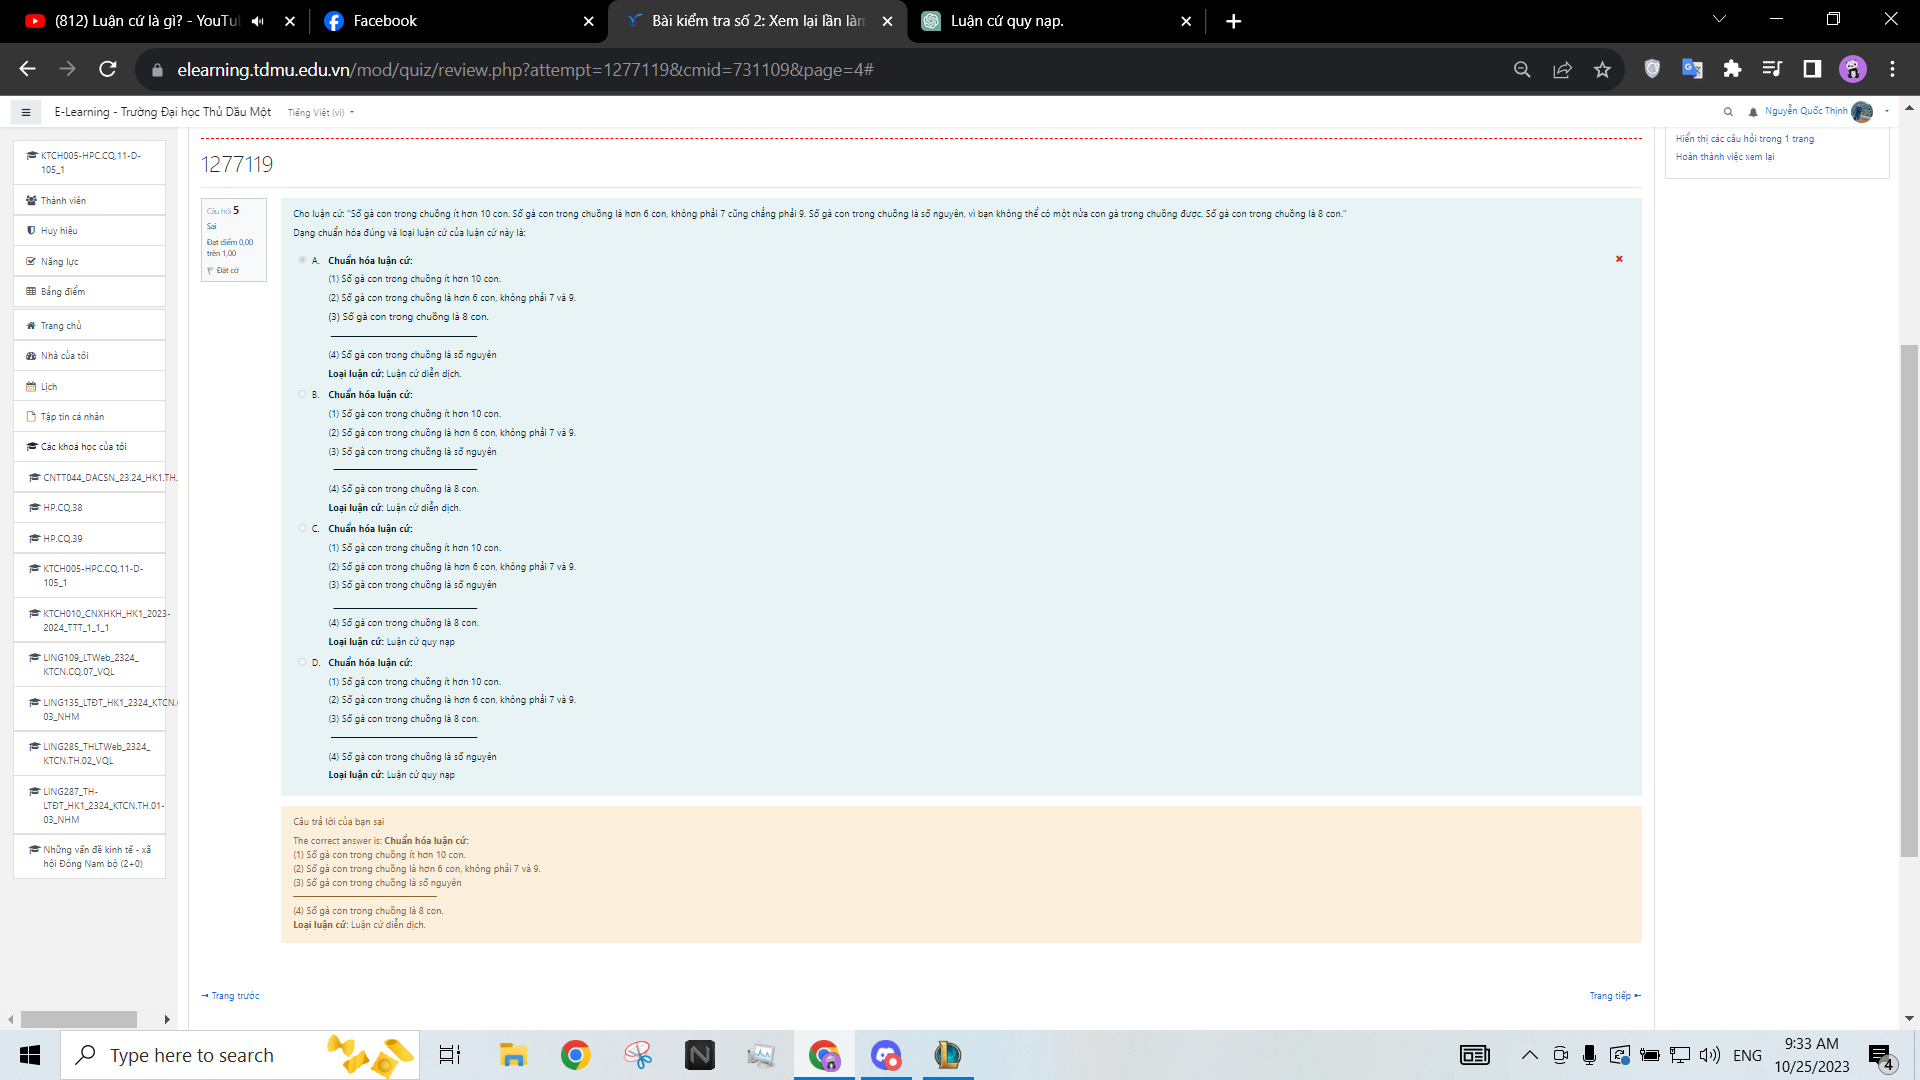 (812) Luận cứ là gì? - YouTu
Facebook
Bài kiểm tra số 2: Xem lại lần làm
Luận cứ quy nạp.
elearning.tdmu.edu.vn/mod/quiz/review.php?attempt=1277119&cmid=731109&page=4#
E-Learning - Trường Đại học Thủ Dầu Một
Tiếng Việt (vi)
Nguyễn Quốc Thịnh
KTCH005-HPC.CQ.11-D-
105_1
Thành viên
Huy hiệu
Năng lực
Bảng điểm
Trang chủ
Nhà của tôi
Lịch
Tập tin cá nhân
Các khoá học của tôi
CNTT044_DACSN_23.24_HK1.TH.
HP.CQ.38
HP.CQ.39
KTCH005-HPC.CQ.11-D-
105_1
KTCH010_CNXHKH_HK1_2023-
2024_TTT_1_1_1
LING109_LTWeb_2324_
KTCN.CQ.07_VQL
LING135_LTĐT_HK1_2324_KTCN.
03_NHM
LING285_THLTWeb_2324_
KTCN.TH.02_VQL
LING287_TH-
LTĐT_HK1_2324_KTCN.TH.01-
03_NHM
Những vấn đề kinh tế - xã
hội Đông Nam bộ (2+0)
1277119
Câu hỏi 5
Sai
Đạt điểm 0,00
trên 1,00
Đặt cờ
Cho luận cứ: "Số gà con trong chuồng ít hơn 10 con. Số gà con trong chuồng là hơn 6 con, không phải 7 cũng chẳng phải 9. Số gà con trong chuồng là số nguyên, vì bạn không thể có một nửa con gà trong chuồng được. Số gà con trong chuồng là 8 con."
Dạng chuẩn hóa đúng và loại luận cứ của luận cứ này là:
A. Chuẩn hóa luận cứ:
(1) Số gà con trong chuồng ít hơn 10 con.
(2) Số gà con trong chuồng là hơn 6 con, không phải 7 và 9.
(3) Số gà con trong chuồng là 8 con.
(4) Số gà con trong chuồng là số nguyên
Loại luận cứ: Luận cứ diễn dịch.
B. Chuẩn hóa luận cứ:
(1) Số gà con trong chuồng ít hơn 10 con.
(2) Số gà con trong chuồng là hơn 6 con, không phải 7 và 9.
(3) Số gà con trong chuồng là số nguyên
(4) Số gà con trong chuồng là 8 con.
Loại luận cứ: Luận cứ diễn dịch.
C. Chuẩn hóa luận cứ:
(1) Số gà con trong chuồng ít hơn 10 con.
(2) Số gà con trong chuồng là hơn 6 con, không phải 7 và 9.
(3) Số gà con trong chuồng là số nguyên
(4) Số gà con trong chuồng là 8 con.
Loại luận cứ: Luận cứ quy nạp
D. Chuẩn hóa luận cứ:
(1) Số gà con trong chuồng ít hơn 10 con.
(2) Số gà con trong chuồng là hơn 6 con, không phải 7 và 9.
(3) Số gà con trong chuồng là 8 con.
(4) Số gà con trong chuồng là số nguyên
Loại luận cứ: Luận cứ quy nạp
Câu trả lời của bạn sai
The correct answer is: Chuẩn hóa luận cứ:
(1) Số gà con trong chuồng ít hơn 10 con.
(2) Số gà con trong chuồng là hơn 6 con, không phải 7 và 9.
(3) Số gà con trong chuồng là số nguyên
(4) Số gà con trong chuồng là 8 con.
Loại luận cứ: Luận cứ diễn dịch.
Trang trước
Trang tiếp
Hiển thị các câu hỏi trong 1 trang
Hoàn thành việc xem lại
Type here to search
ENG
9:33 AM
10/25/2023
4